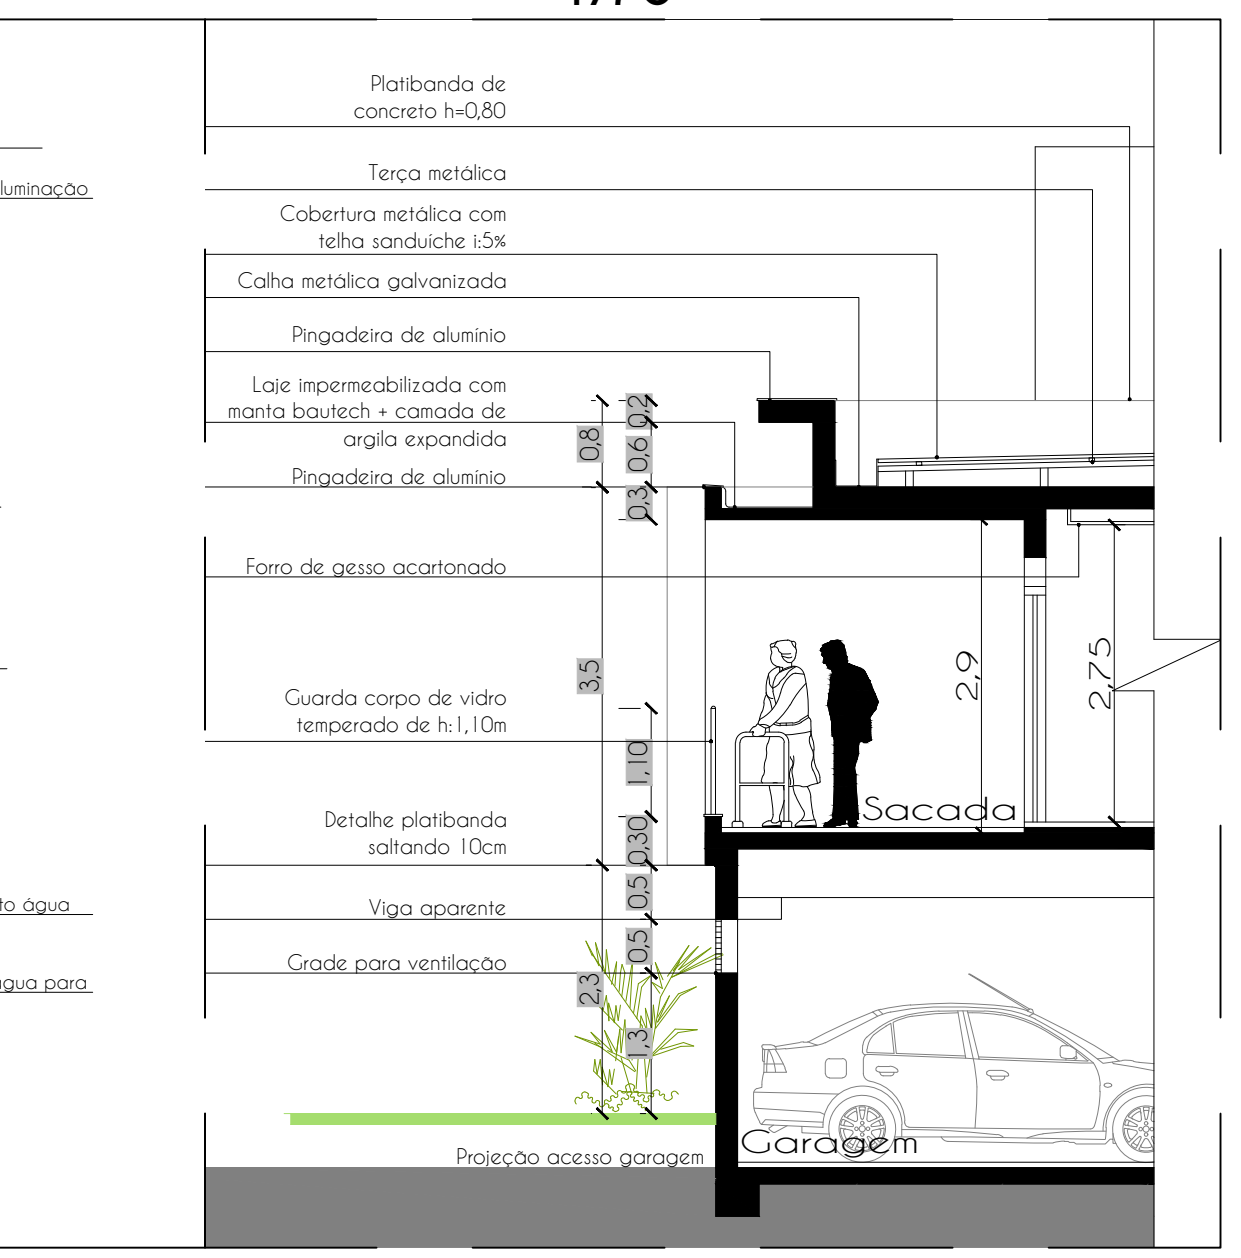 Platibanda de
concreto h=0,80
Terça metálica
luminação
Cobertura metálica com
telha sanduíche i:5%
Calha metálica galvanizada
Pingadeira de alumínio
Laje impermeabilizada com
manta bautech + camada de
argila expandida
Pingadeira de alumínio
0,2
0,8
0,6
0,3
Forro de gesso acartonado
3,5
2,9
2,75
Guarda corpo de vidro
temperado de h:1,10m
1,10
Sacada
Detalhe platibanda
saltando 10cm
0,30
0,5
to água
Viga aparente
0,5
Grade para ventilação
2,3
água para
1,3
Garagem
Projeção acesso garagem